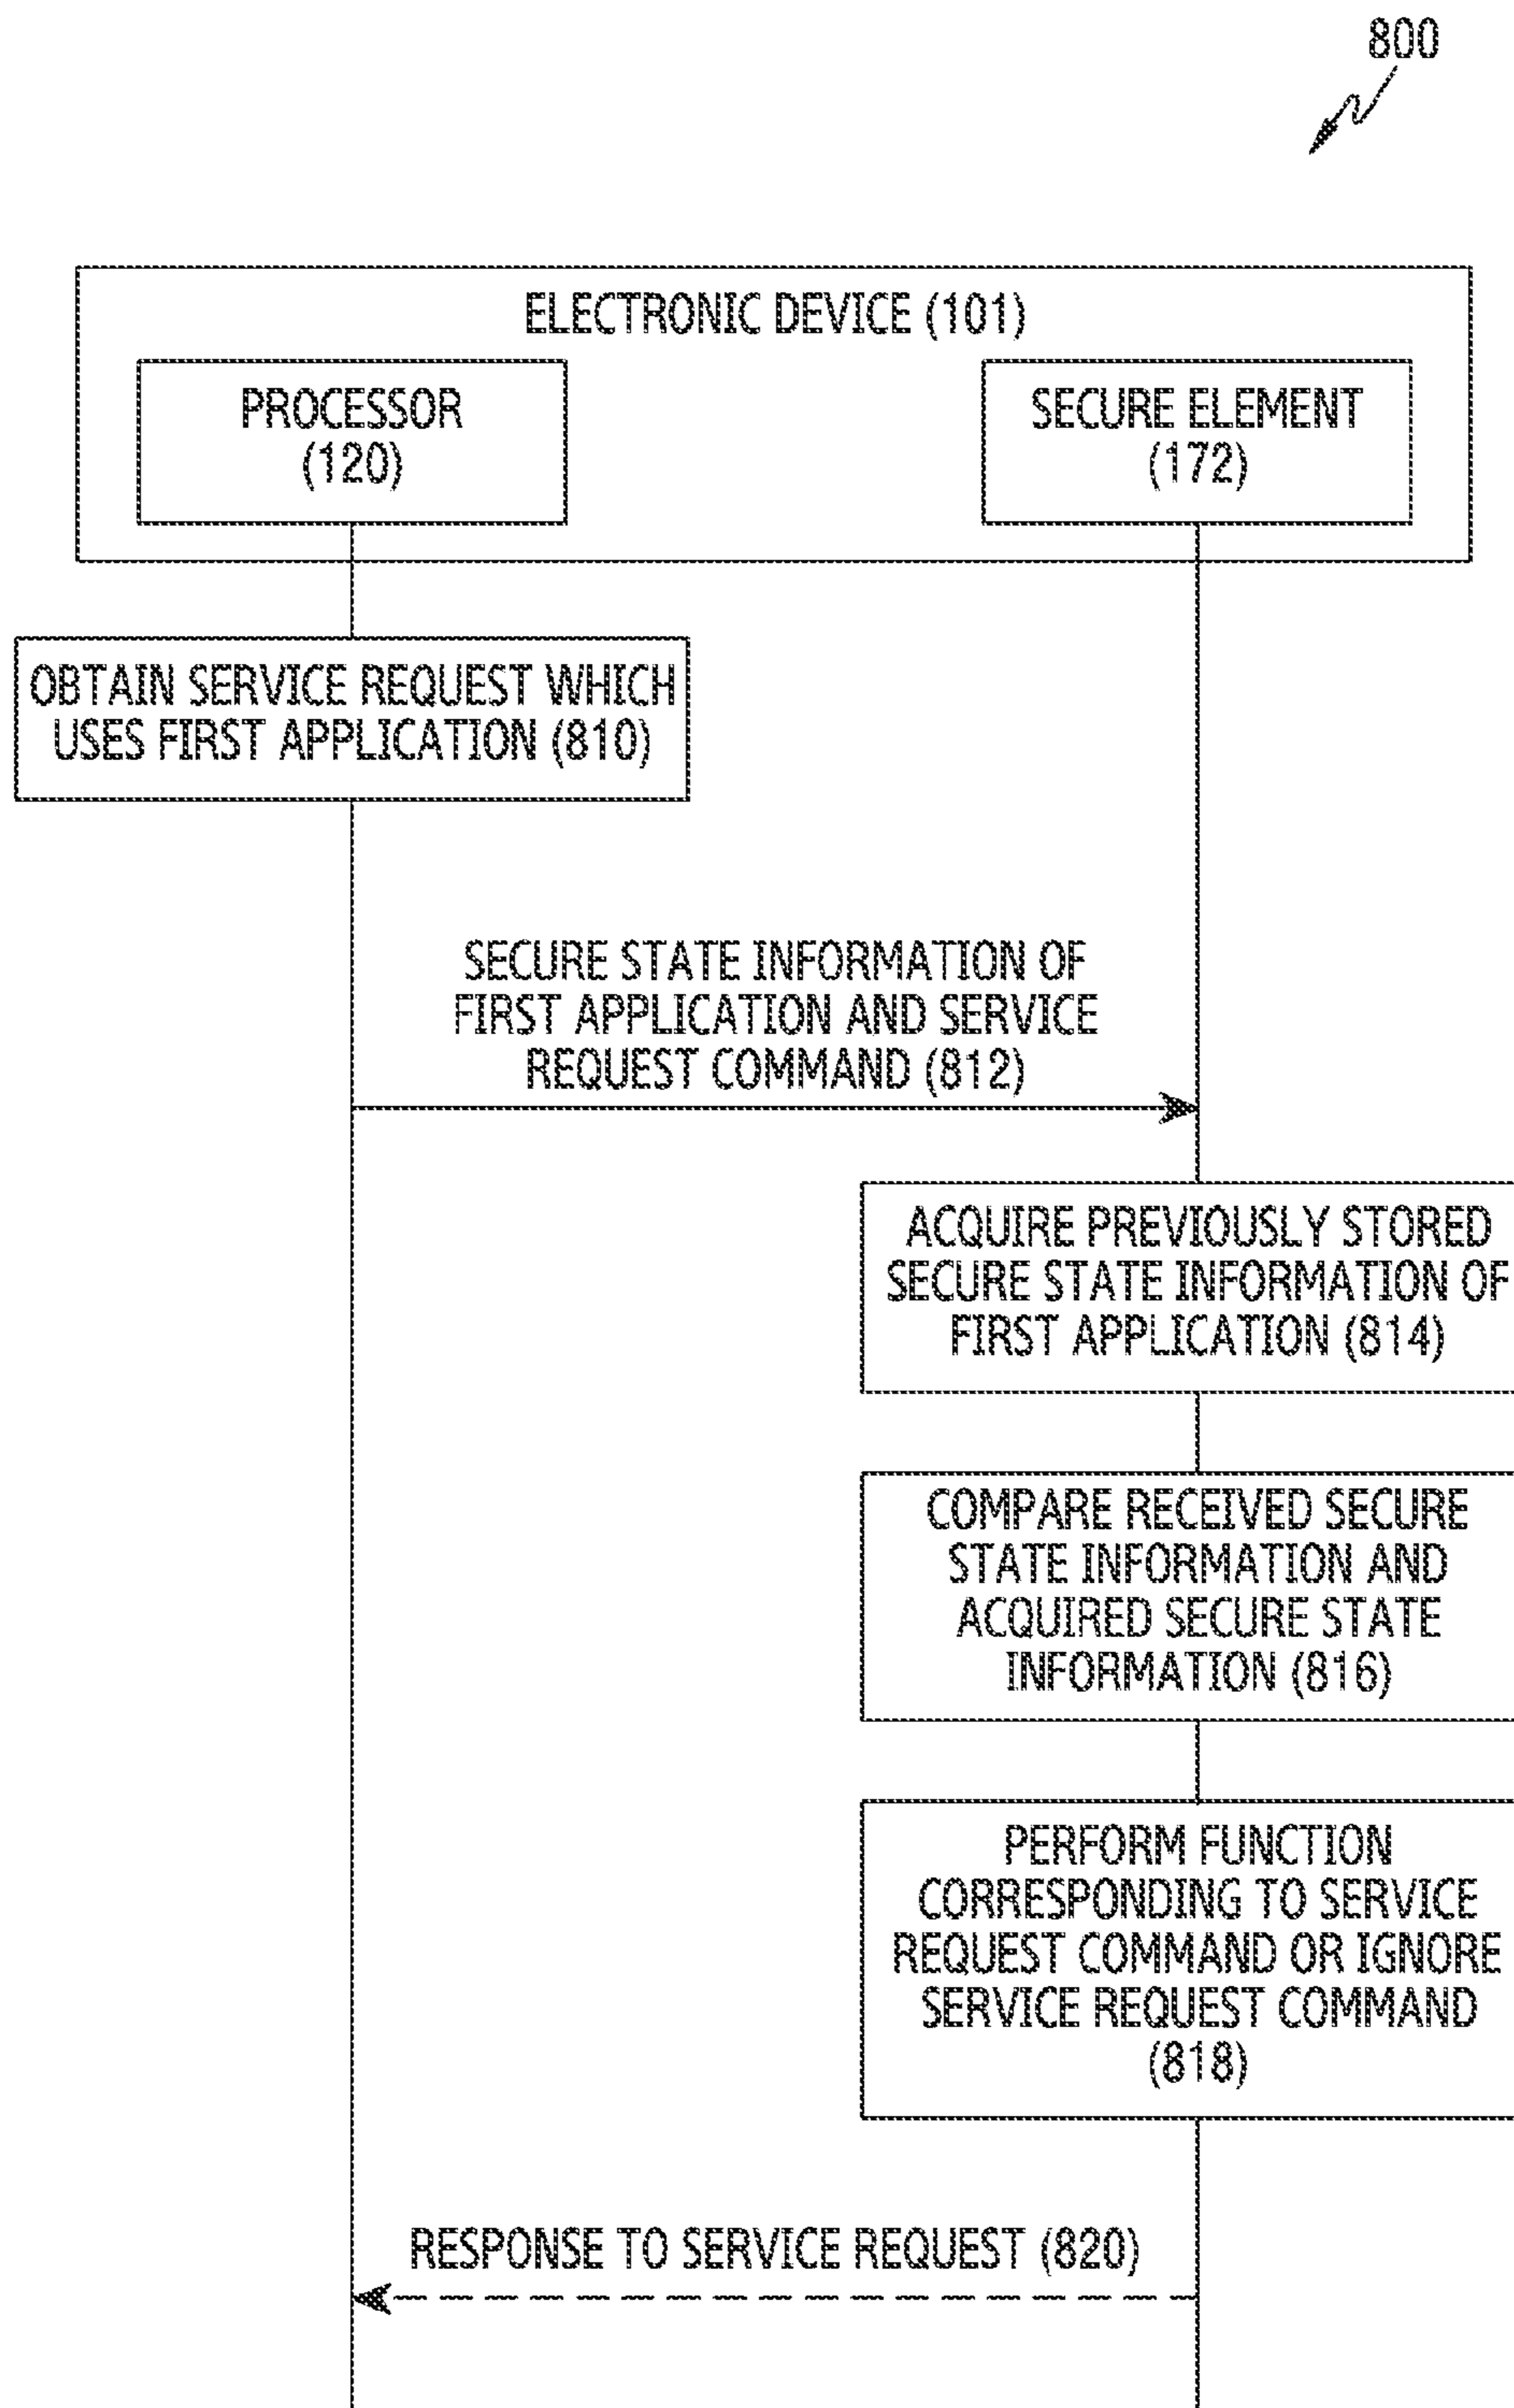 800
ELECTRONIC DEVICE (101)
PROCESSOR
(120)
SECURE ELEMENT
(172)
OBTAIN SERVICE REQUEST WHICH
USES FIRST APPLICATION (810)
SECURE STATE INFORMATION OF
FIRST APPLICATION AND SERVICE
REQUEST COMMAND (812)
ACQUIRE PREVIOUSLY STORED
SECURE STATE INFORMATION OF
FIRST APPLICATION (814)
COMPARE RECEIVED SECURE
STATE INFORMATION AND
ACQUIRED SECURE STATE
INFORMATION (816)
PERFORM FUNCTION
CORRESPONDING TO SERVICE
REQUEST COMMAND OR IGNORE
SERVICE REQUEST COMMAND
(818)
RESPONSE TO SERVICE REQUEST (820)